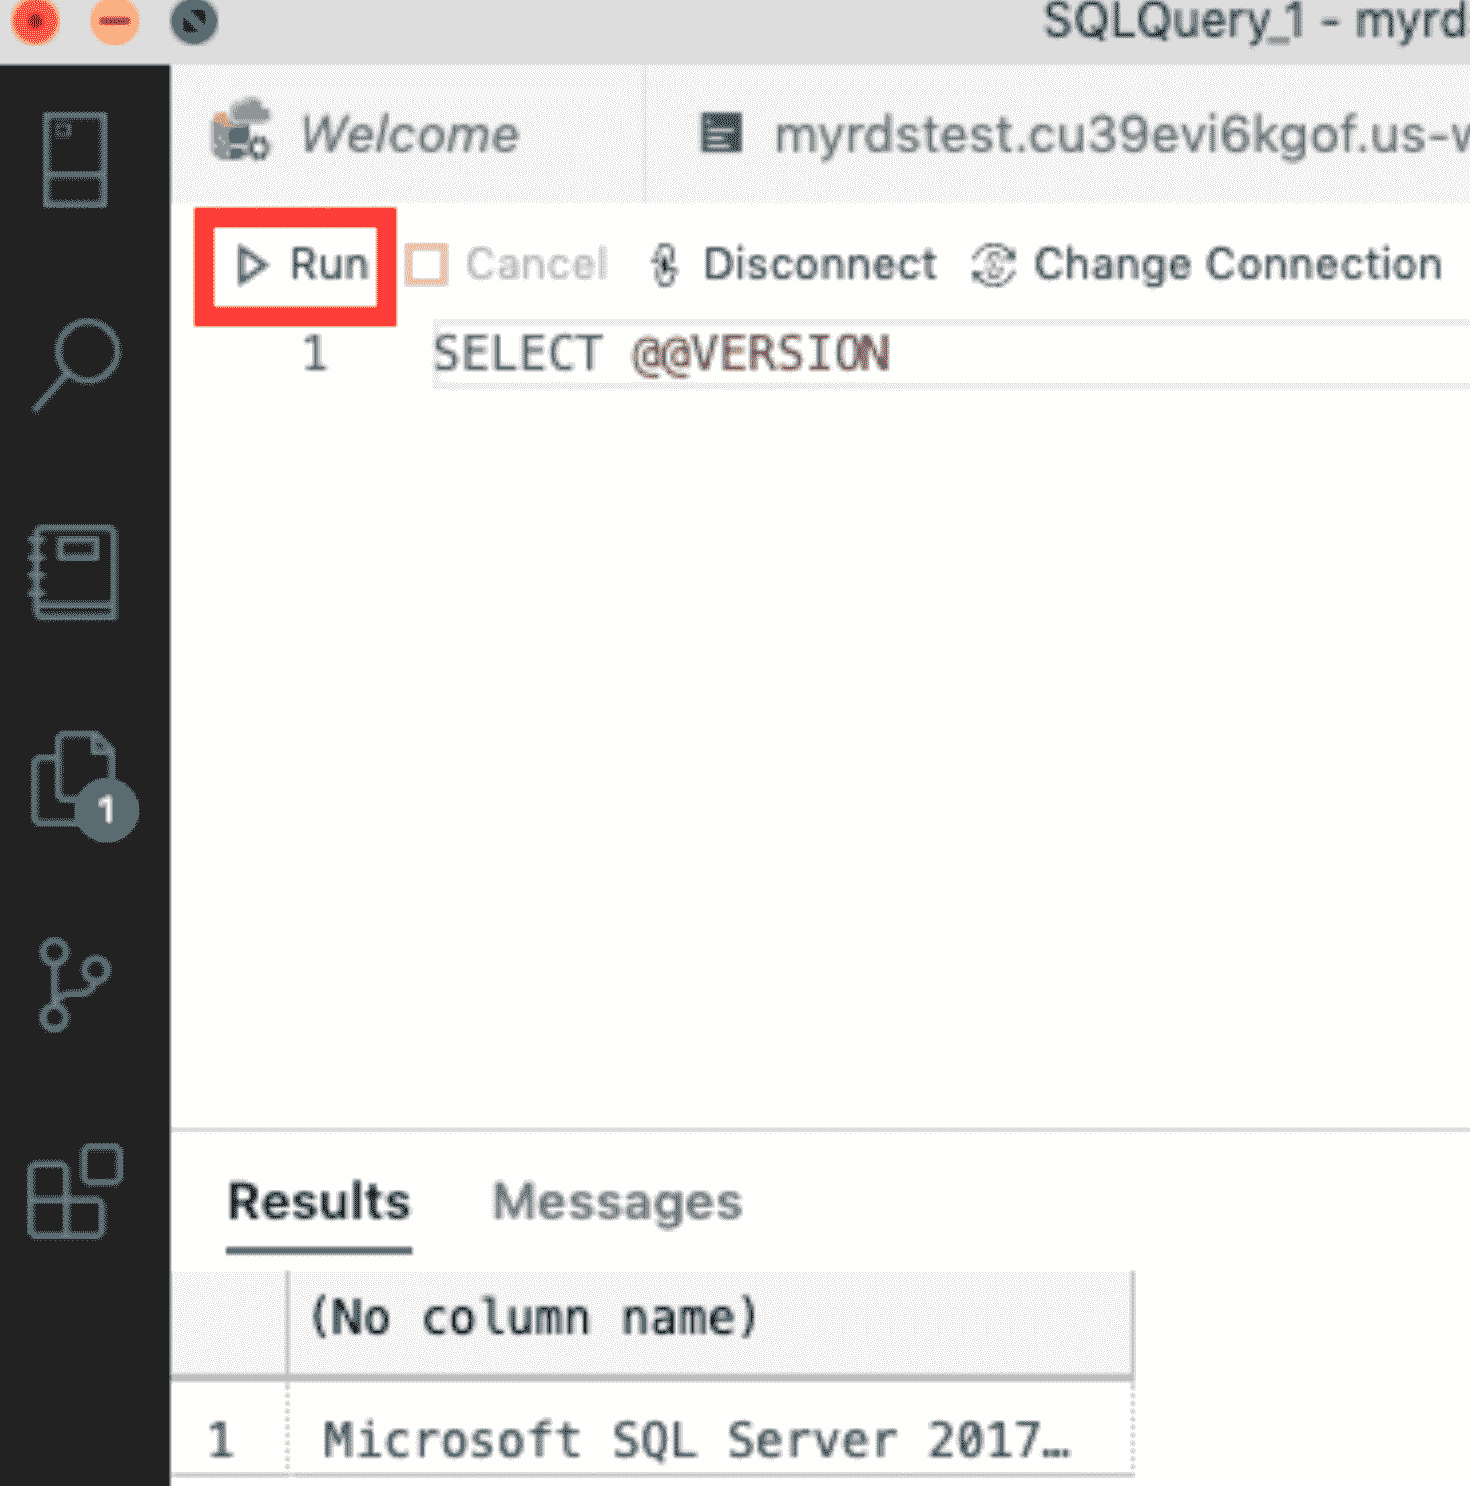 SQLQuery_1 - myrd
Welcome myrdstest.cu39evi6kgof.us-w
Run Cancel Disconnect Change Connection
1 SELECT @@VERSION
1
Results Messages
(No column name)
1 Microsoft SQL Server 2017…